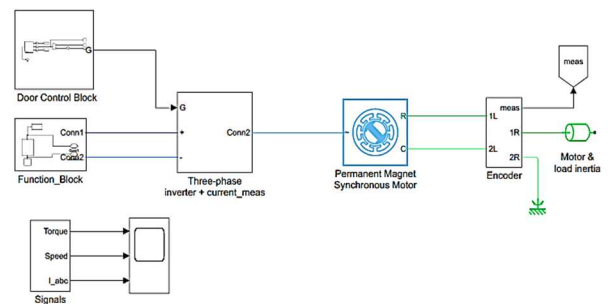 G
Door Control Block
Conn1
Conn2
Function_Block
G
+
-
Conn2
Three-phase
inverter + current_meas
~
R
C
Permanent Magnet
Synchronous Motor
meas
1L
1R
2L
2R
Encoder
meas
Motor &
load inertia
Torque
Speed
I_abc
Signals